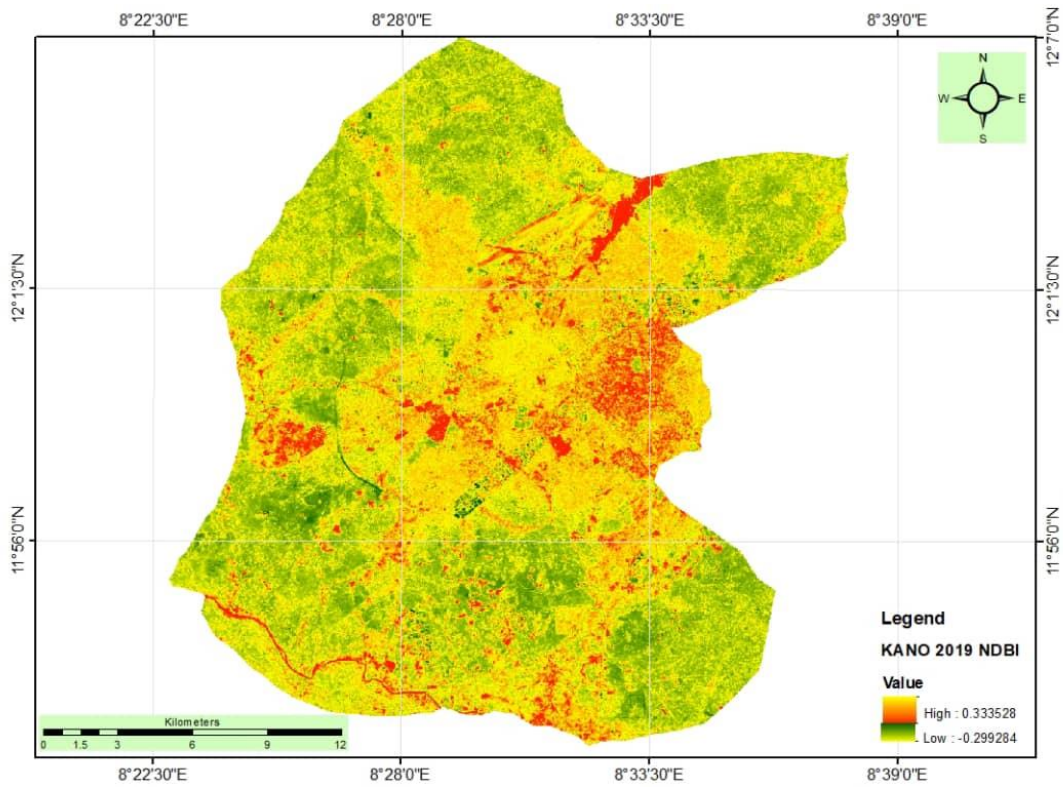 8°22'30"E 8°28'0"E 8°33'30"E 8°39'0"E
12°7'0"N
N
W E
S
12°1'30"N 12°1'30"N
11°56'0"N 11°56'0"N
Legend
KANO 2019 NDBI
Value
High : 0.333528
Low : -0.299284
Kilometers
0 1.5 3 6 9 12
8°22'30"E 8°28'0"E 8°33'30"E 8°39'0"E